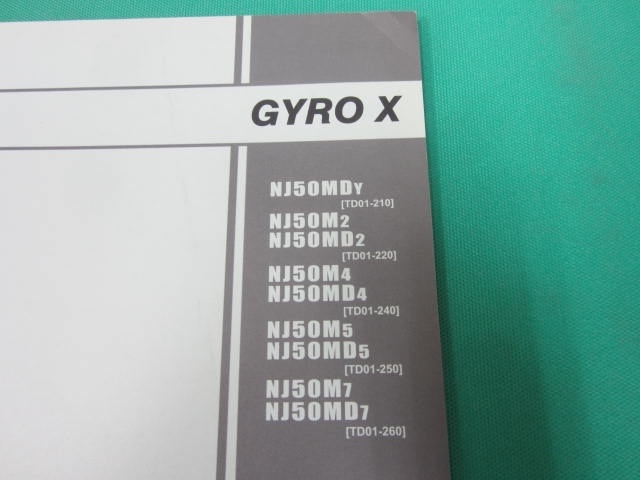 GYRO X
NJ50MDY
[TD01-210]
NJ50M2
NJ50MD2
[TD01-220]
NJ50M4
NJ50MD4
[TD01-240]
NJ50M5
NJ50MD5
[TD01-250]
NJ50M7
NJ50MD7
[TD01-260]